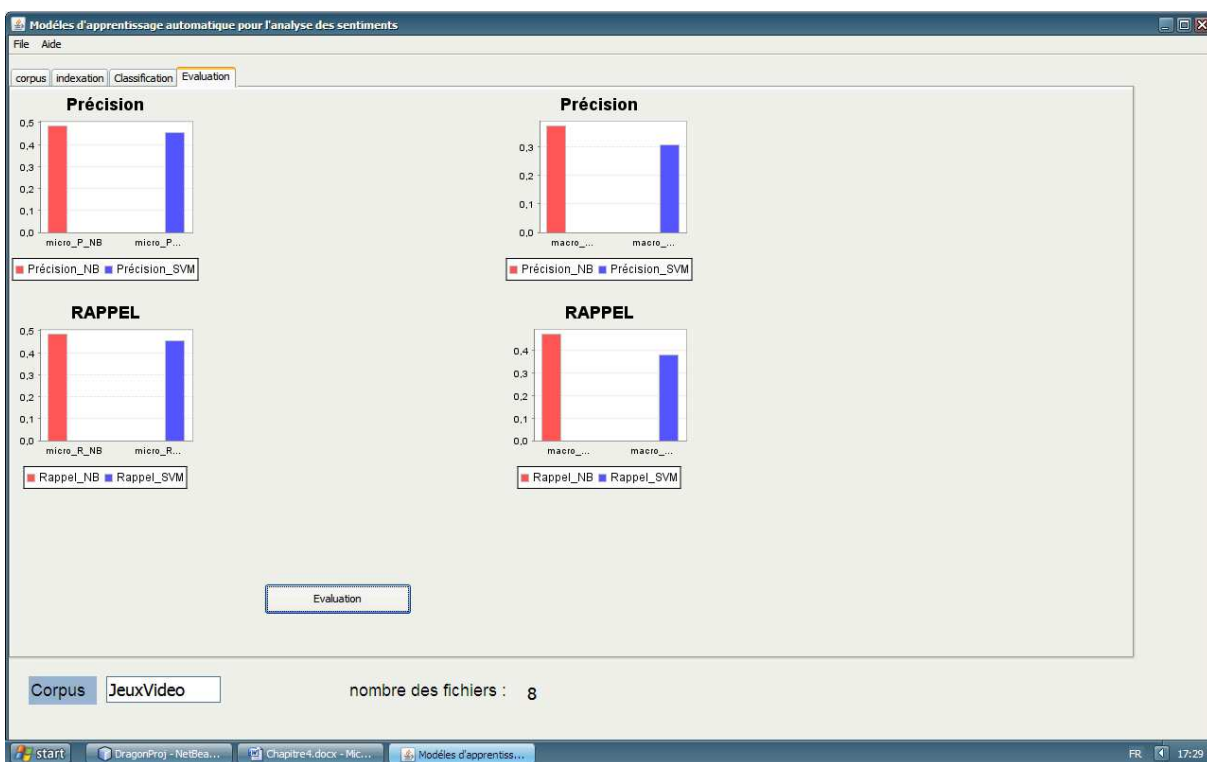 Modéles d'apprentissage automatique pour l'analyse des sentiments
File Aide
corpus indexation Classification Evaluation
Précision
0,5
0,4
0,3
0,2
0,1
0,0
micro_P_NB micro_P...
Précision_NB Précision_SVM
Précision
0,3
0,2
0,1
0,0
macro_... macro_...
Précision_NB Précision_SVM
RAPPEL
0,5
0,4
0,3
0,2
0,1
0,0
micro_R_NB micro_R...
Rappel_NB Rappel_SVM
RAPPEL
0,4
0,3
0,2
0,1
0,0
macro_... macro_...
Rappel_NB Rappel_SVM
Evaluation
Corpus JeuxVideo nombre des fichiers : 8
start DragonProj - NetBea... Chapitre4.docx - Mic... Modéles d'apprentiss... FR 17:29